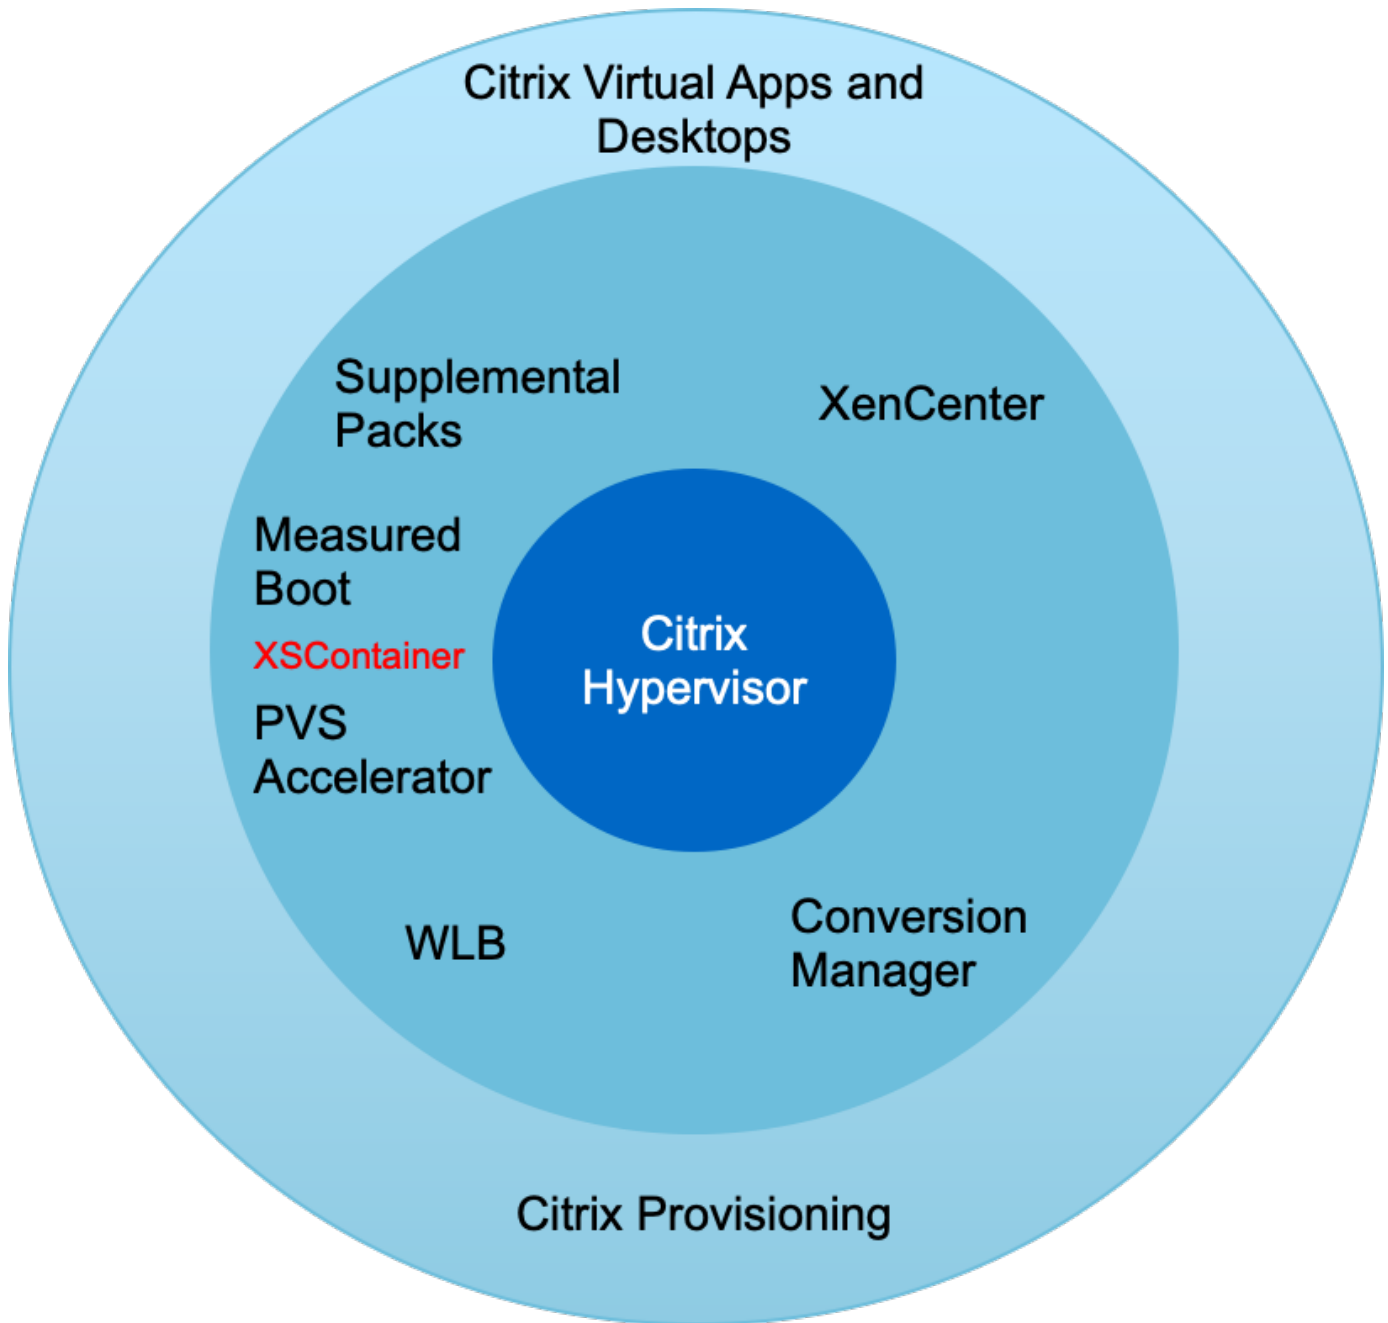 Citrix Virtual Apps and
Desktops
Supplemental
Packs
XenCenter
Measured
Boot
XSContainer
PVS
Accelerator
Citrix
Hypervisor
WLB
Conversion
Manager
Citrix Provisioning